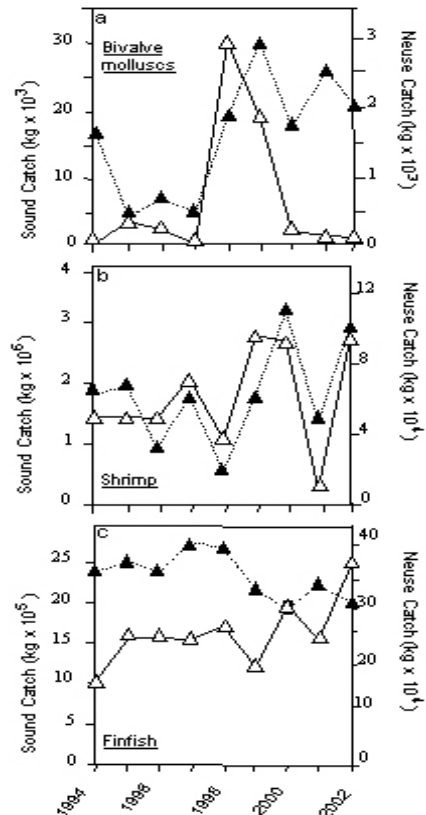 a
Bivalve
molluscs
Sound Catch (kg x 10³)
30
20
10
0
Neuse Catch (kg x 10³)
3
2
1
0
b
Shrimp
Sound Catch (kg x 10⁶)
4
3
2
1
0
Neuse Catch (kg x 10⁴)
12
8
4
0
c
Finfish
Sound Catch (kg x 10⁵)
25
20
15
10
5
0
Neuse Catch (kg x 10⁴)
40
30
20
10
0
1994
1996
1998
2000
2002